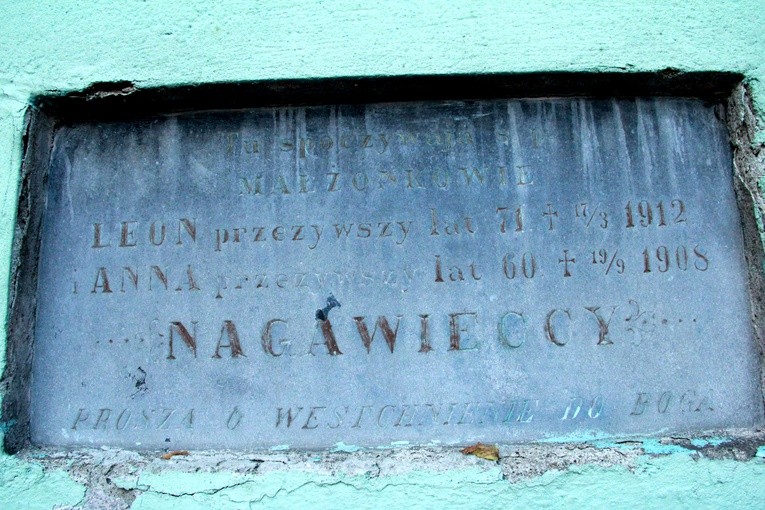 Tu spoczywają ś. p.
MAŁŻONKOWIE
LEON przeżywszy lat 71 † 17/3 1912
i ANNA przeżywszy lat 60 † 19/9 1908
NAGAWIECCY
PROSZĄ O WESTCHNIENIE DO BOGA